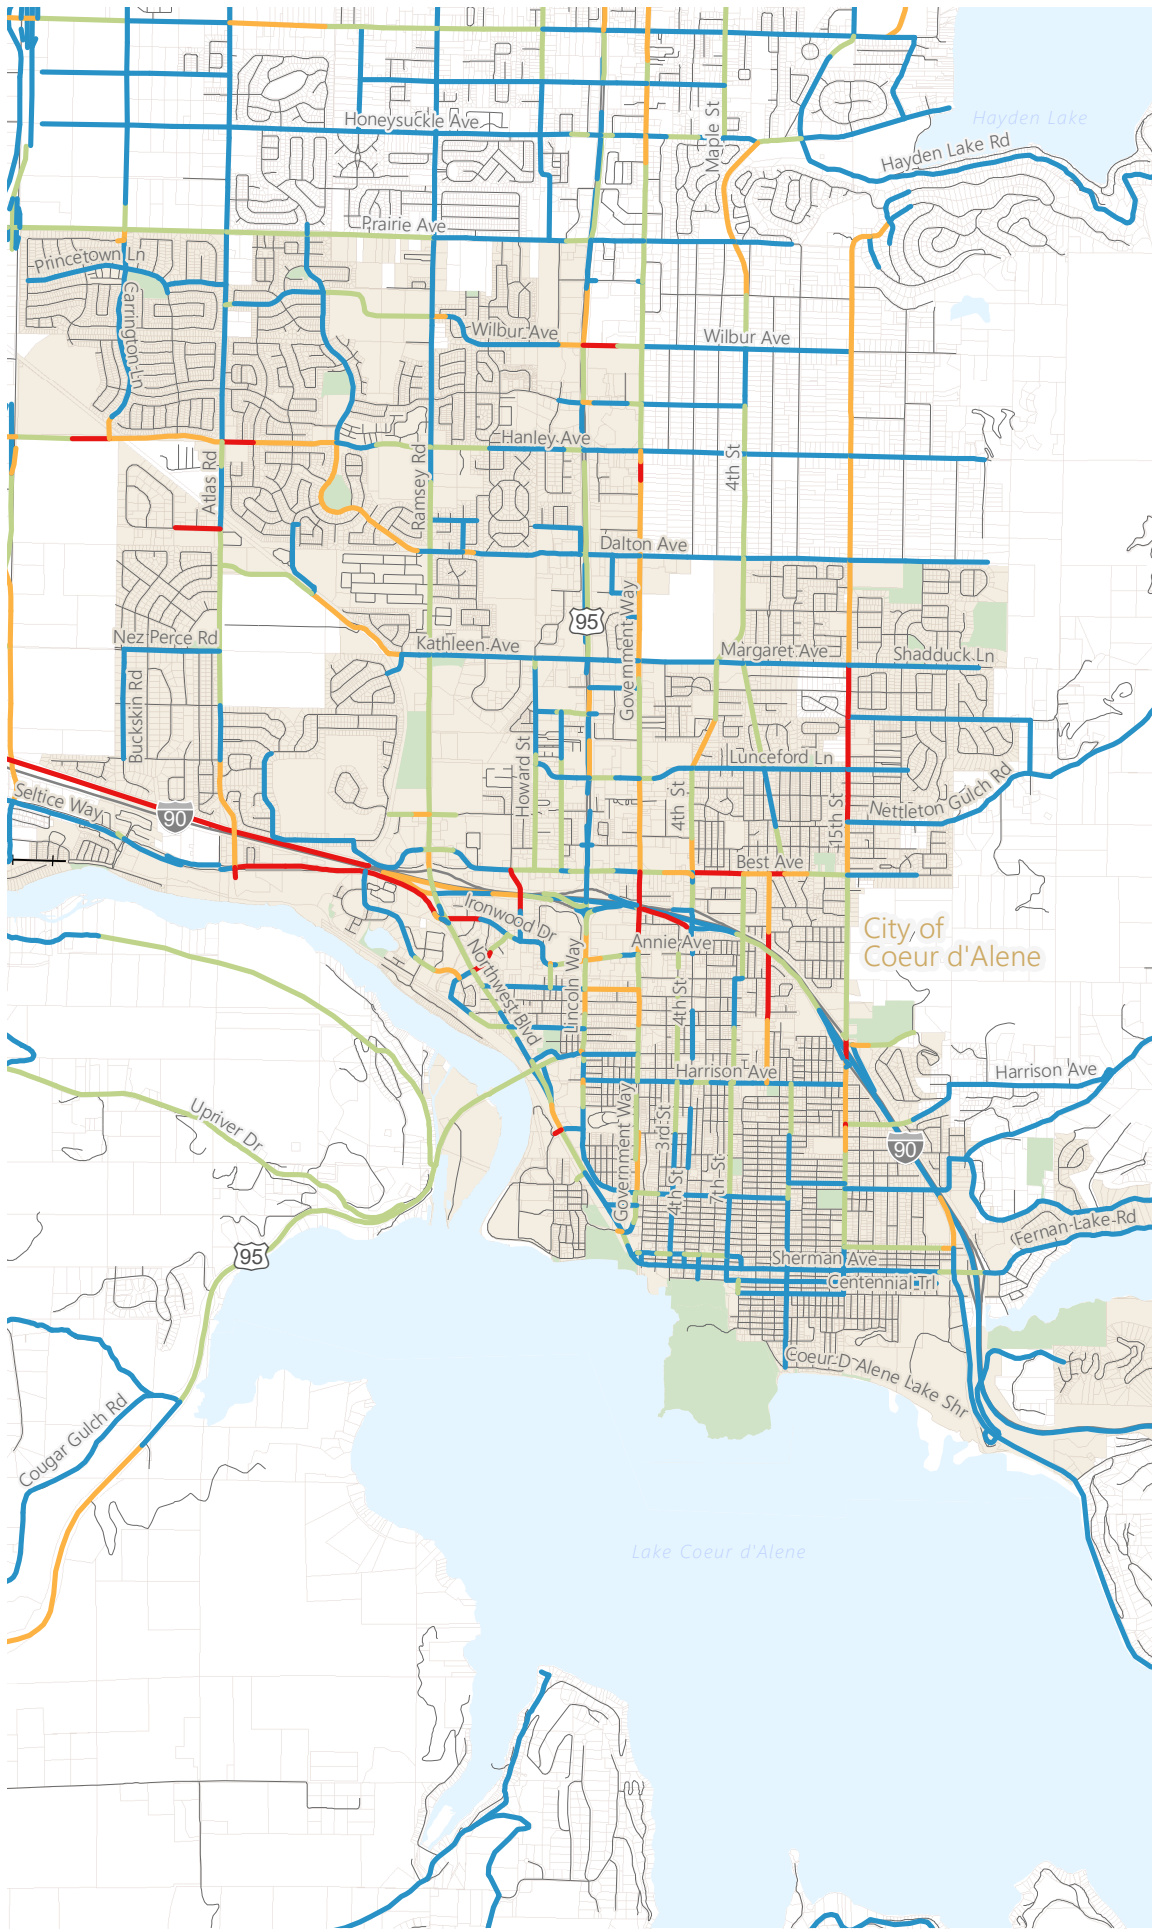 Maple St
Hayden Lake
Honeysuckle Ave
Hayden Lake Rd
Prairie Ave
Princetown Ln
Carrington Ln
Wilbur Ave
Wilbur Ave
Hanley Ave
4th St
Atlas Rd
Ramsey Rd
Dalton Ave
95
Government Way
Nez Perce Rd
Kathleen Ave
Margaret Ave
Shadduck Ln
Buckskin Rd
Howard St
Lunceford Ln
4th St
15th St
Nettleton Gulch Rd
Seltice Way
90
Best Ave
Ironwood Dr
City of
Coeur d'Alene
Annie Ave
Northwest Blvd
Lincoln Way
4th St
Harrison Ave
Harrison Ave
Upriver Dr
Government Way
3rd St
90
4th St
7th St
Fernan Lake Rd
95
Sherman Ave
Centennial Trl
Coeur D Alene Lake Shr
Cougar Gulch Rd
Lake Coeur d'Alene